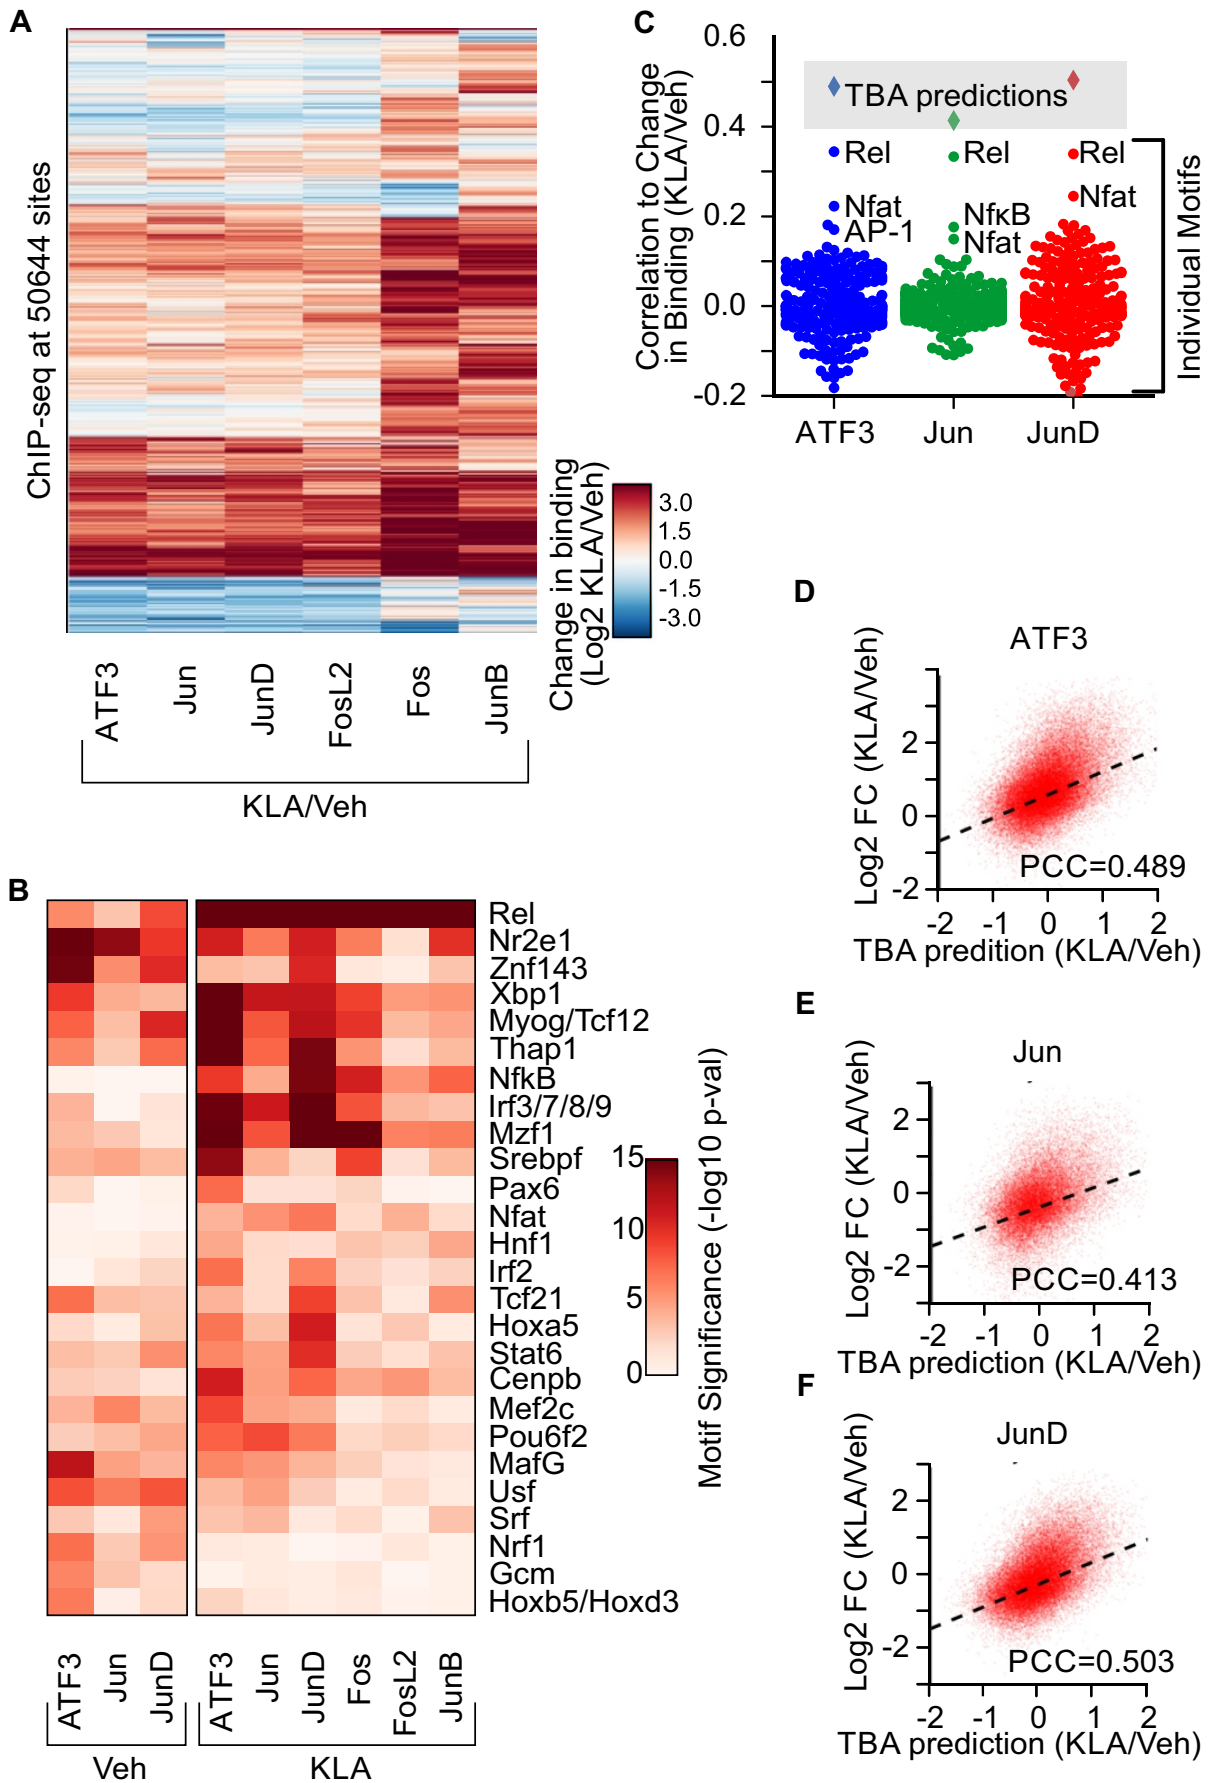 A
ChIP-seq at 50644 sites
ATF3
Jun
JunD
FosL2
Fos
JunB
KLA/Veh
Change in binding
(Log2 KLA/Veh)
3.0
1.5
0.0
-1.5
-3.0
B
Rel
Nr2e1
Znf143
Xbp1
Myog/Tcf12
Thap1
NfkB
Irf3/7/8/9
Mzf1
Srebpf
Pax6
Nfat
Hnf1
Irf2
Tcf21
Hoxa5
Stat6
Cenpb
Mef2c
Pou6f2
MafG
Usf
Srf
Nrf1
Gcm
Hoxb5/Hoxd3
ATF3
Jun
JunD
Veh
ATF3
Jun
JunD
Fos
FosL2
JunB
KLA
15
10
5
0
Motif Significance (-log10 p-val)
C
Correlation to Change
in Binding (KLA/Veh)
0.6
0.4
0.2
0.0
-0.2
TBA predictions
Rel
Nfat
AP-1
Rel
NfκB
Nfat
Rel
Nfat
Individual Motifs
ATF3
Jun
JunD
D
ATF3
Log2 FC (KLA/Veh)
2
0
-2
PCC=0.489
-2 -1 0 1 2
TBA predition (KLA/Veh)
E
Jun
Log2 FC (KLA/Veh)
2
0
-2
PCC=0.413
-2 -1 0 1 2
TBA prediction (KLA/Veh)
F
JunD
Log2 FC (KLA/Veh)
2
0
-2
PCC=0.503
-2 -1 0 1 2
TBA prediction (KLA/Veh)